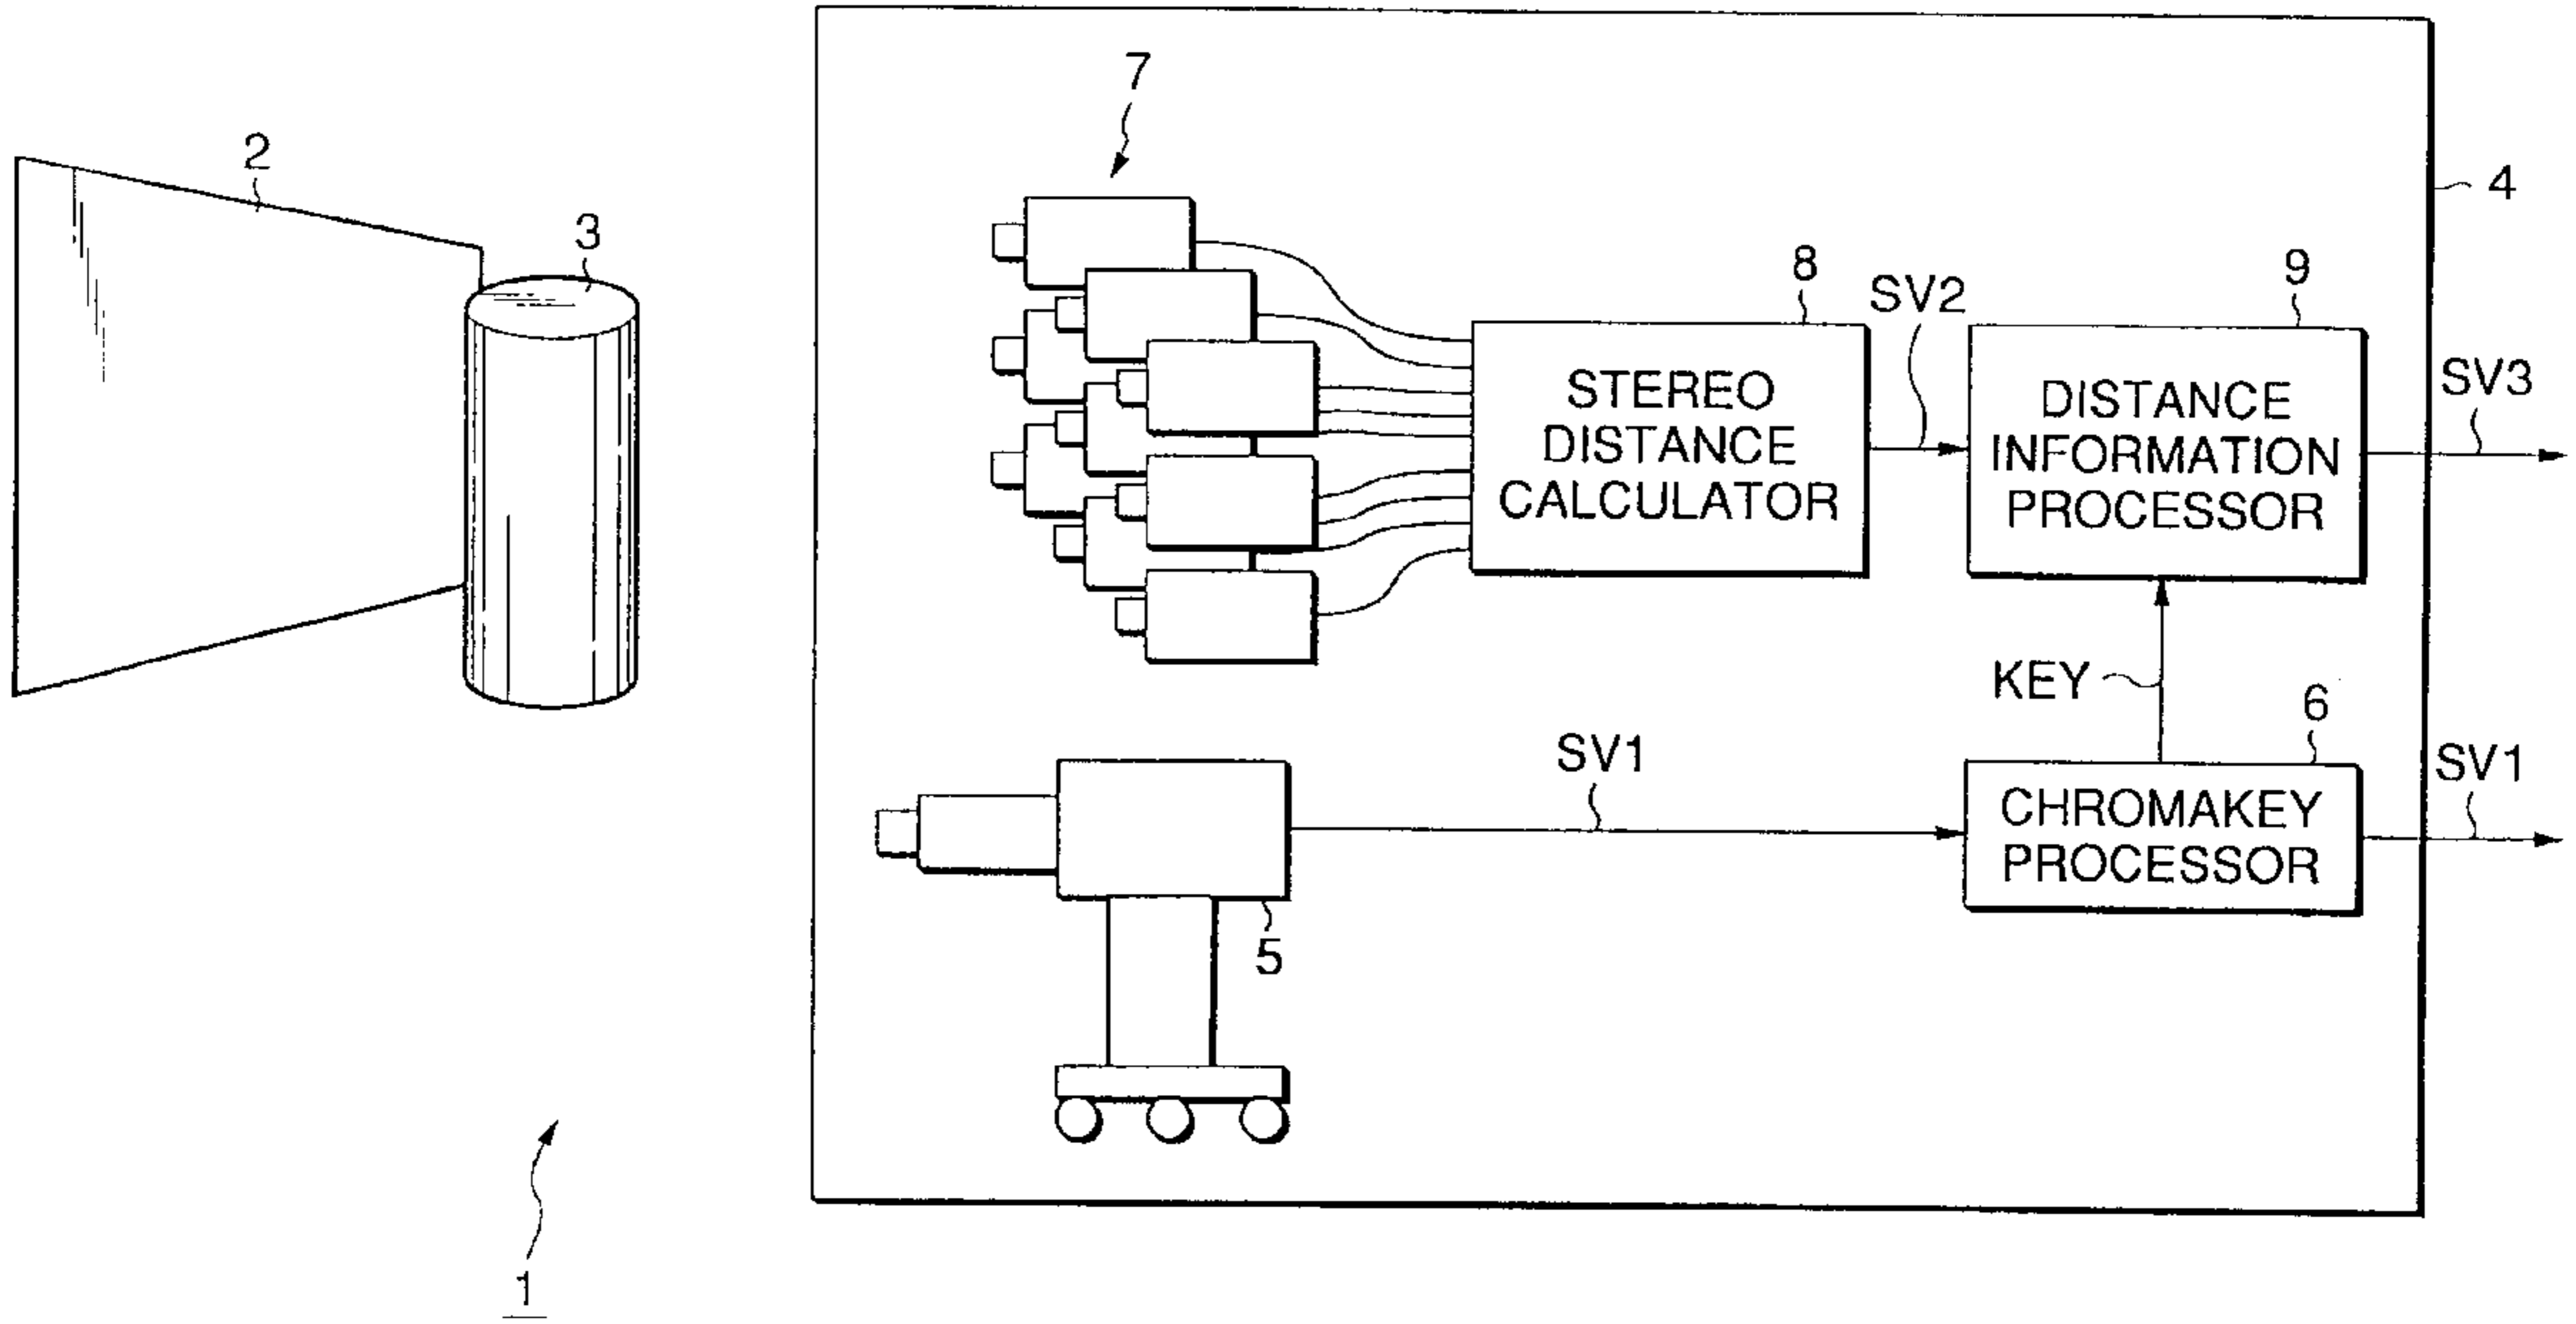 7
2
4
3
8
SV2
9
STEREO
DISTANCE
CALCULATOR
DISTANCE
INFORMATION
PROCESSOR
SV3
KEY
6
SV1
SV1
CHROMAKEY
PROCESSOR
5
1